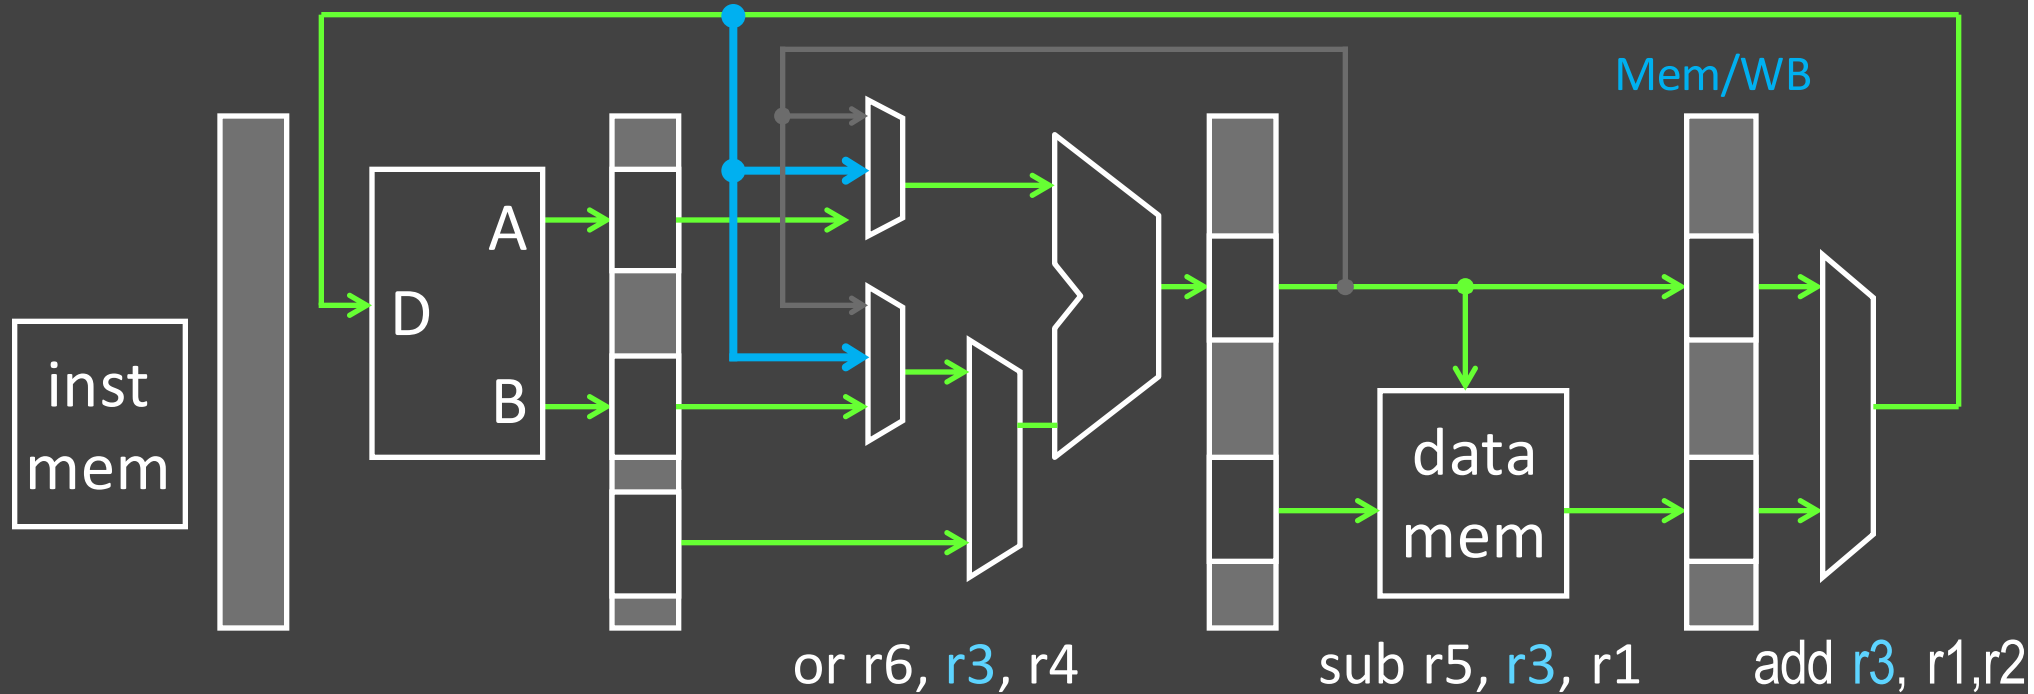 Mem/WB
A
D
B
inst
mem
data
mem
or r6, r3, r4
sub r5, r3, r1
add r3, r1,r2